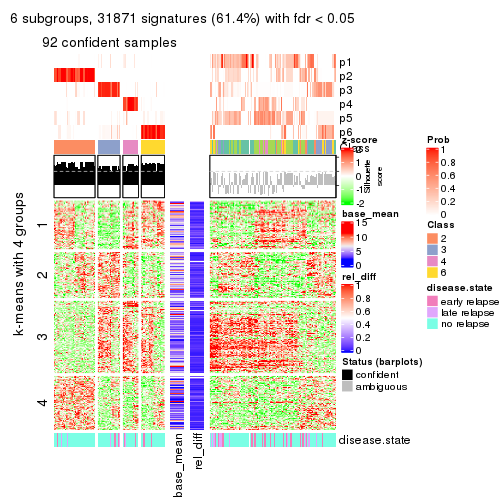 6 subgroups, 31871 signatures (61.4%) with fdr < 0.05
92 confident samples
p1
p2
p3
p4
p5
p6
z-score
2
0
-2
Silhouette
score
Class
base_mean
15
10
5
0
rel_diff
1
0.8
0.6
0.4
0.2
0
Status (barplots)
confident
ambiguous
Prob
1
0.8
0.6
0.4
0.2
0
Class
2
3
4
6
disease.state
early relapse
late relapse
no relapse
k-means with 4 groups
1
2
3
4
disease.state
base_mean
rel_diff